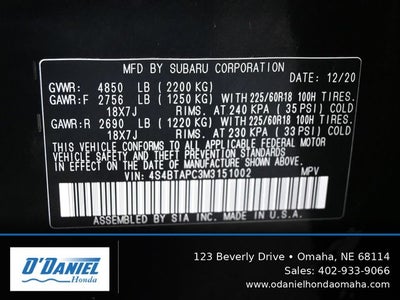 MFD BY SUBARU CORPORATION DATE: 12/20
GVWR: 4850 LB (2200 KG)
GAWR:F 2756 LB (1250 KG) WITH 225/60R18 100H TIRES.
18X7J RIMS. AT 240 KPA (35 PSI) COLD.
GAWR:R 2690 LB (1220 KG) WITH 225/60R18 100H TIRES.
18X7J RIMS. AT 230 KPA (33 PSI) COLD.
THIS VEHICLE CONFORMS TO ALL APPLICABLE
FEDERAL MOTOR VEHICLE SAFETY STANDARDS
IN EFFECT ON THE DATE OF MANUFACTURE SHOWN ABOVE.
VIN: 4S4BTAPC3M3151002 MPV
ASSEMBLED BY SIA INC. MADE IN U.S.A.
O'DANIEL
Honda
123 Beverly Drive • Omaha, NE 68114
Sales: 402-933-9066
www.odanielhondaomaha.com